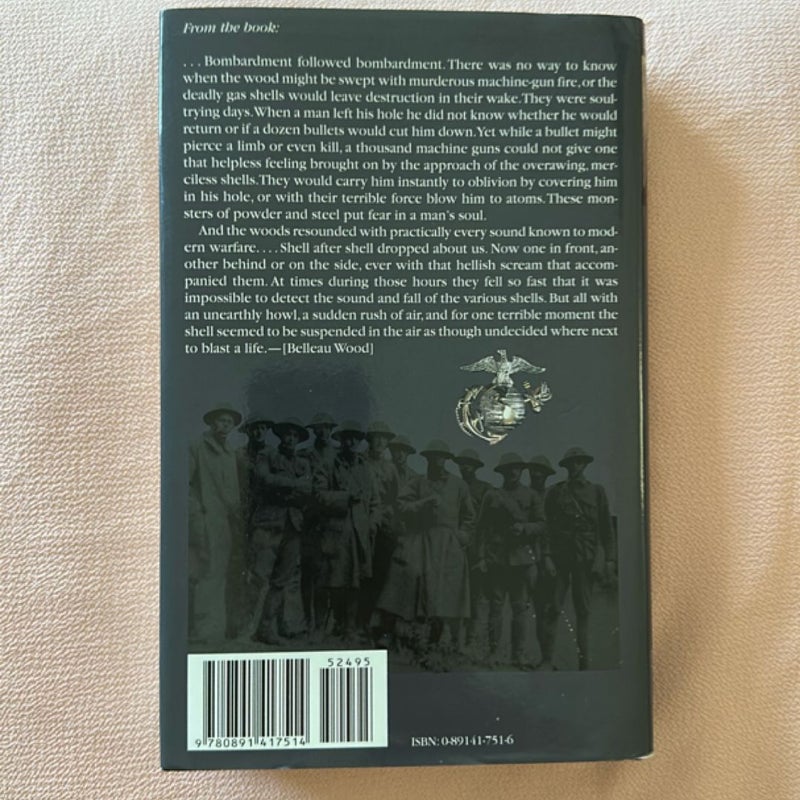 From the book:
. . . Bombardment followed bombardment. There was no way to know
when the wood might be swept with murderous machine-gun fire, or the
deadly gas shells would leave destruction in their wake. They were soul-
trying days. When a man left his hole he did not know whether he would
return or if a dozen bullets would cut him down. Yet while a bullet might
pierce a limb or even kill, a thousand machine guns could not give one
that helpless feeling brought on by the approach of the overawing, mer-
ciless shells. They would carry him instantly to oblivion by covering him
in his hole, or with their terrible force blow him to atoms. These mon-
sters of powder and steel put fear in a man's soul.
And the woods resounded with practically every sound known to mod-
ern warfare. . . . Shell after shell dropped about us. Now one in front, an-
other behind or on the side, ever with that hellish scream that accom-
panied them. At times during those hours they fell so fast that it was
impossible to detect the sound and fall of the various shells. But all with
an unearthly howl, a sudden rush of air, and for one terrible moment the
shell seemed to be suspended in the air as though undecided where next
to blast a life.—[Belleau Wood]
52495
9 780891 417514
ISBN: 0-89141-751-6